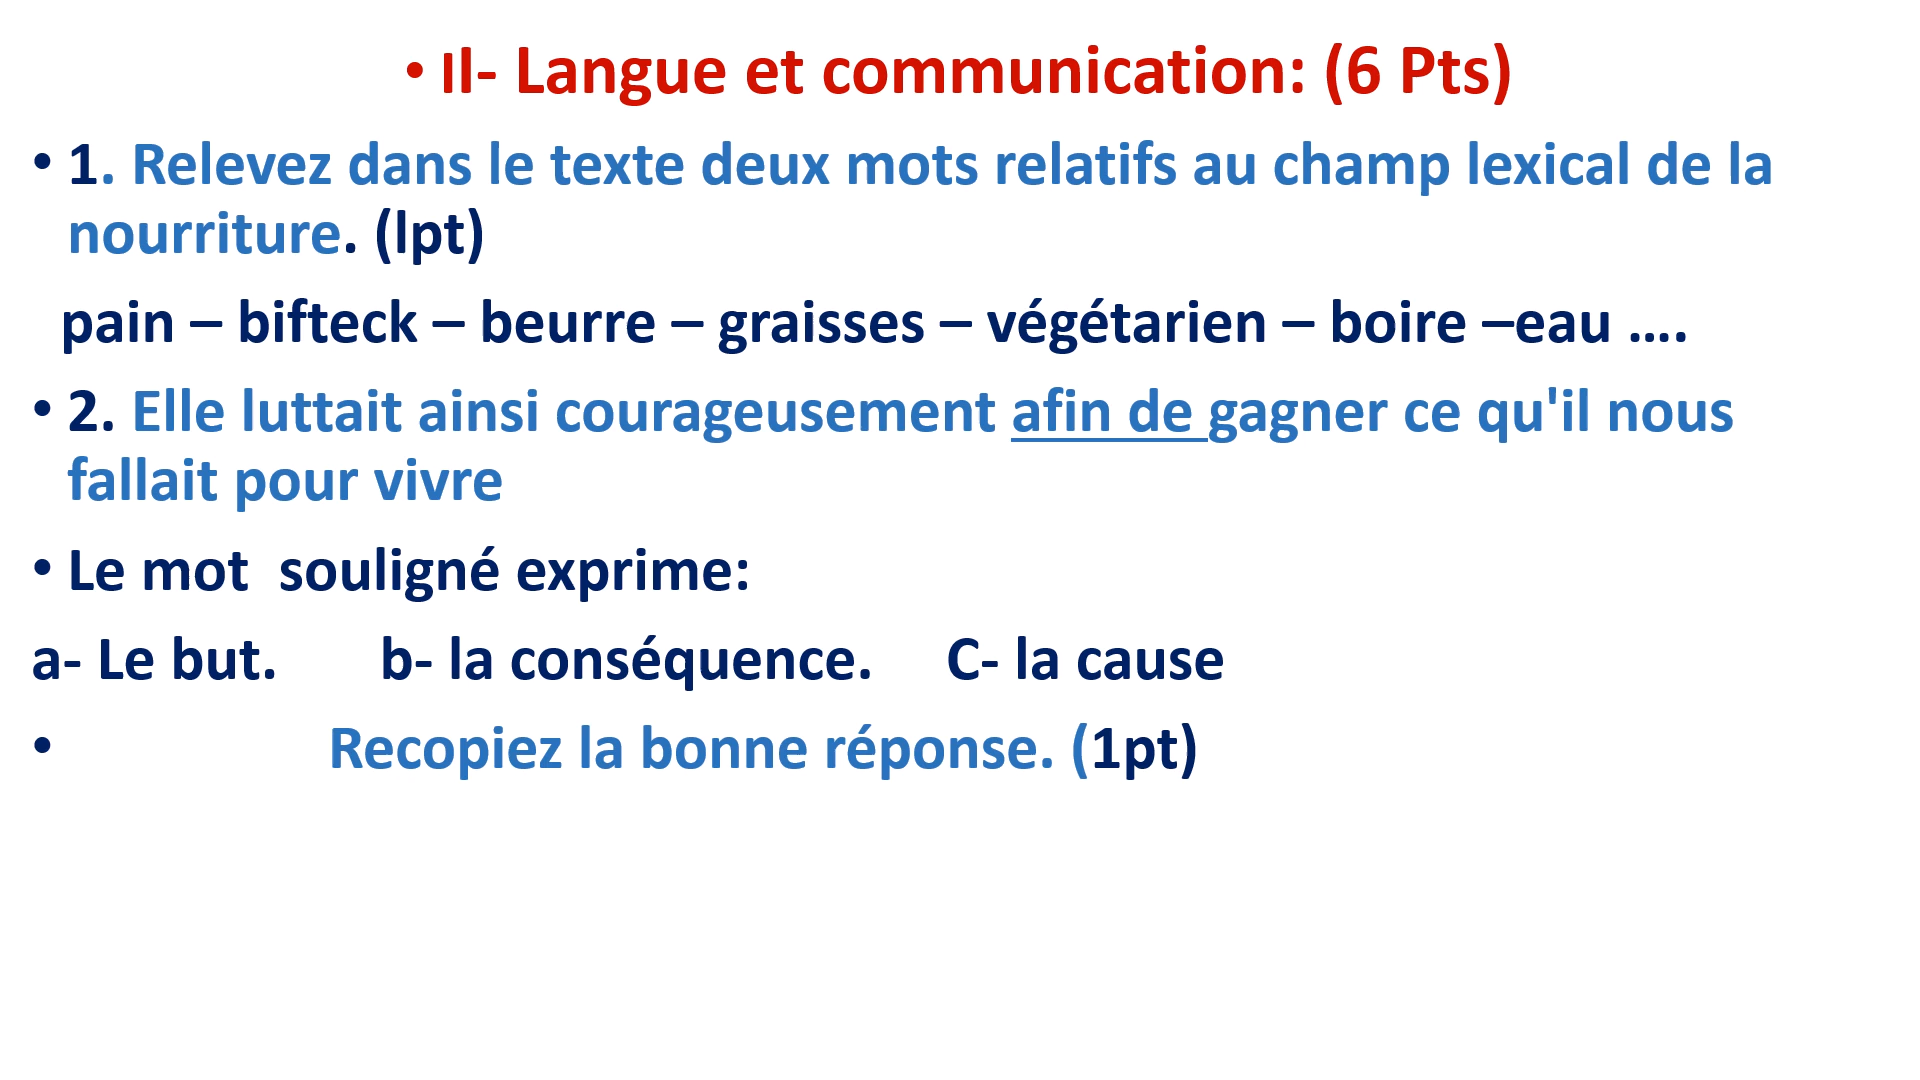 • Il- Langue et communication: (6 Pts)
• 1. Relevez dans le texte deux mots relatifs au champ lexical de la
nourriture. (lpt)
pain – bifteck – beurre – graisses – végétarien – boire –eau ....
• 2. Elle luttait ainsi courageusement afin de gagner ce qu'il nous
fallait pour vivre
• Le mot  souligné exprime:
a- Le but. b- la conséquence. C- la cause
• Recopiez la bonne réponse. (1pt)